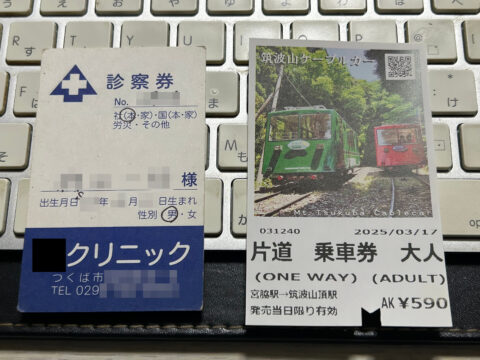 診察券
No.
社(本・家)・国(本・家)
労災・その他
様
出生月日 年 月 日生まれ
性別 男・女
クリニック
つくば市
TEL 029
筑波山ケーブルカー
Mt.Tsukuba Cablecar
031240 2025/03/17
片道 乗車券 大人
(ONE WAY) (ADULT)
宮脇駅→筑波山頂駅
発売当日限り有効
AK ¥590